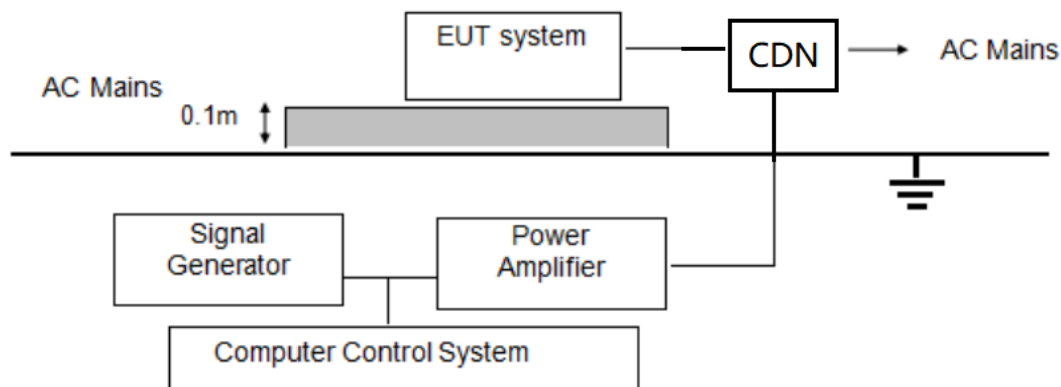 EUT system
CDN
AC Mains
AC Mains
0.1m
Signal
Generator
Power
Amplifier
Computer Control System